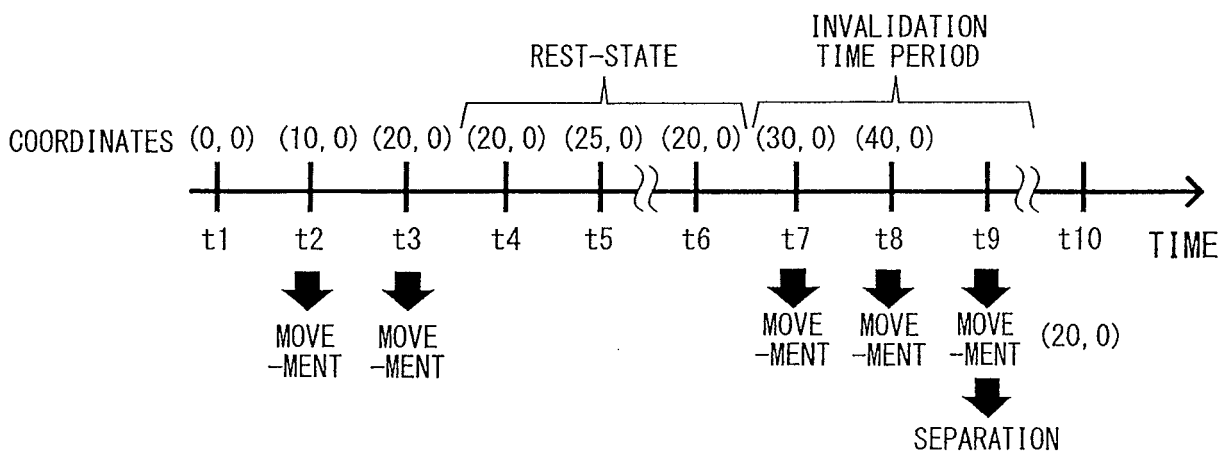 INVALIDATION
TIME PERIOD
REST-STATE
COORDINATES (0, 0) (10, 0) (20, 0) (20, 0) (25, 0) (20, 0) (30, 0) (40, 0)
t1 t2 t3 t4 t5 t6 t7 t8 t9 t10 TIME
MOVE MOVE MOVE MOVE MOVE (20, 0)
-MENT -MENT -MENT -MENT -MENT
SEPARATION